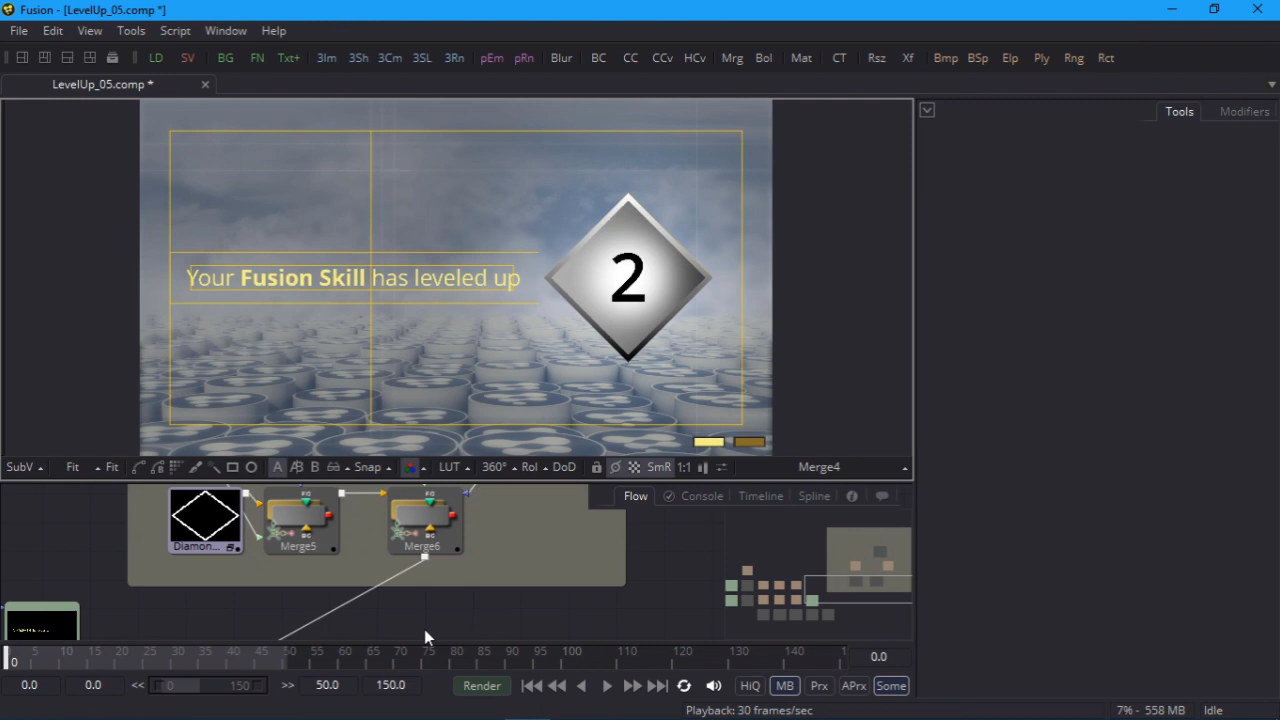 Fusion - [LevelUp_05.comp *]
File Edit View Tools Script Window Help
LD SV BG FN Txt+ 3Im 3Sh 3Cm 3SL 3Rn pEm pRn Blur BC CC CCv HCv Mrg Bol Mat CT Rsz Xf Bmp BSp Elp Ply Rng Rct
LevelUp_05.comp *
Tools Modifiers
Your Fusion Skill has leveled up
2
SubV Fit Fit A B Snap LUT 360° RoI DoD SmR 1:1 Merge4
Flow Console Timeline Spline
Diamon... Merge5 Merge6
0 5 10 15 20 25 30 35 40 45 50 55 60 65 70 75 80 85 90 95 100 110 120 130 140 0.0
0.0 0.0 << 0 150 >> 50.0 150.0 Render HiQ MB Prx APrx Some
Playback: 30 frames/sec 7% - 558 MB Idle